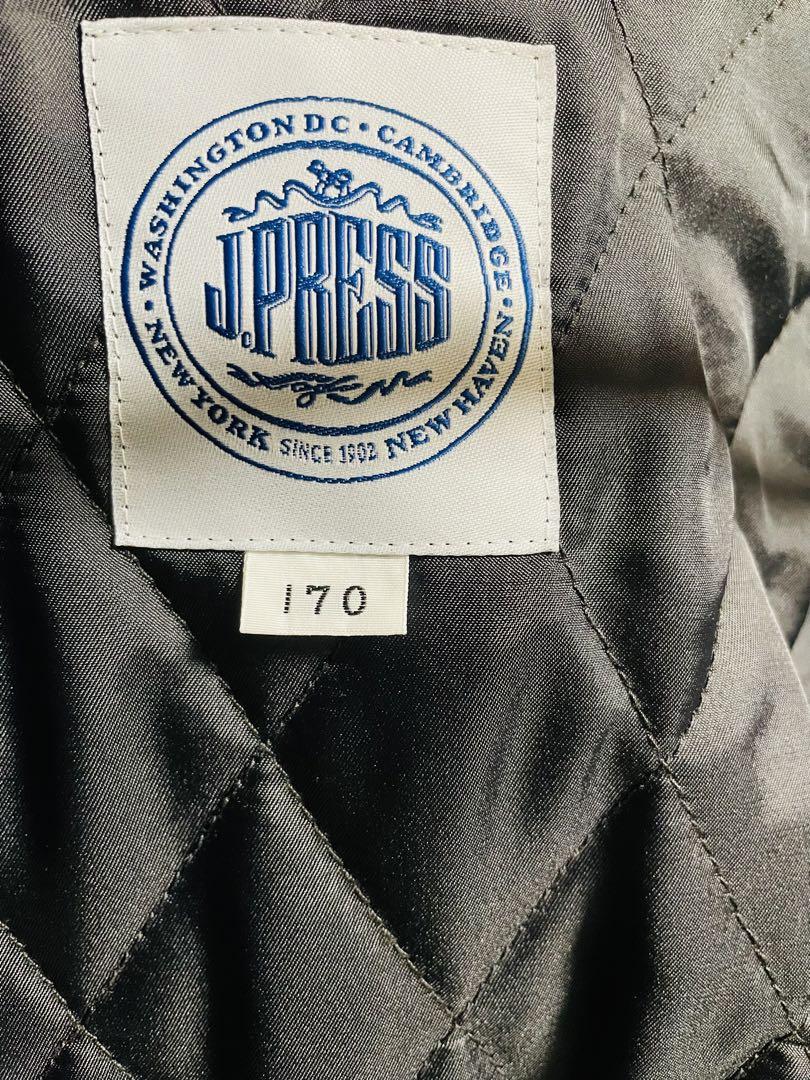 WASHINGTON DC • CAMBRIDGE •
J.PRESS
• NEW YORK SINCE 1902 NEW HAVEN
170